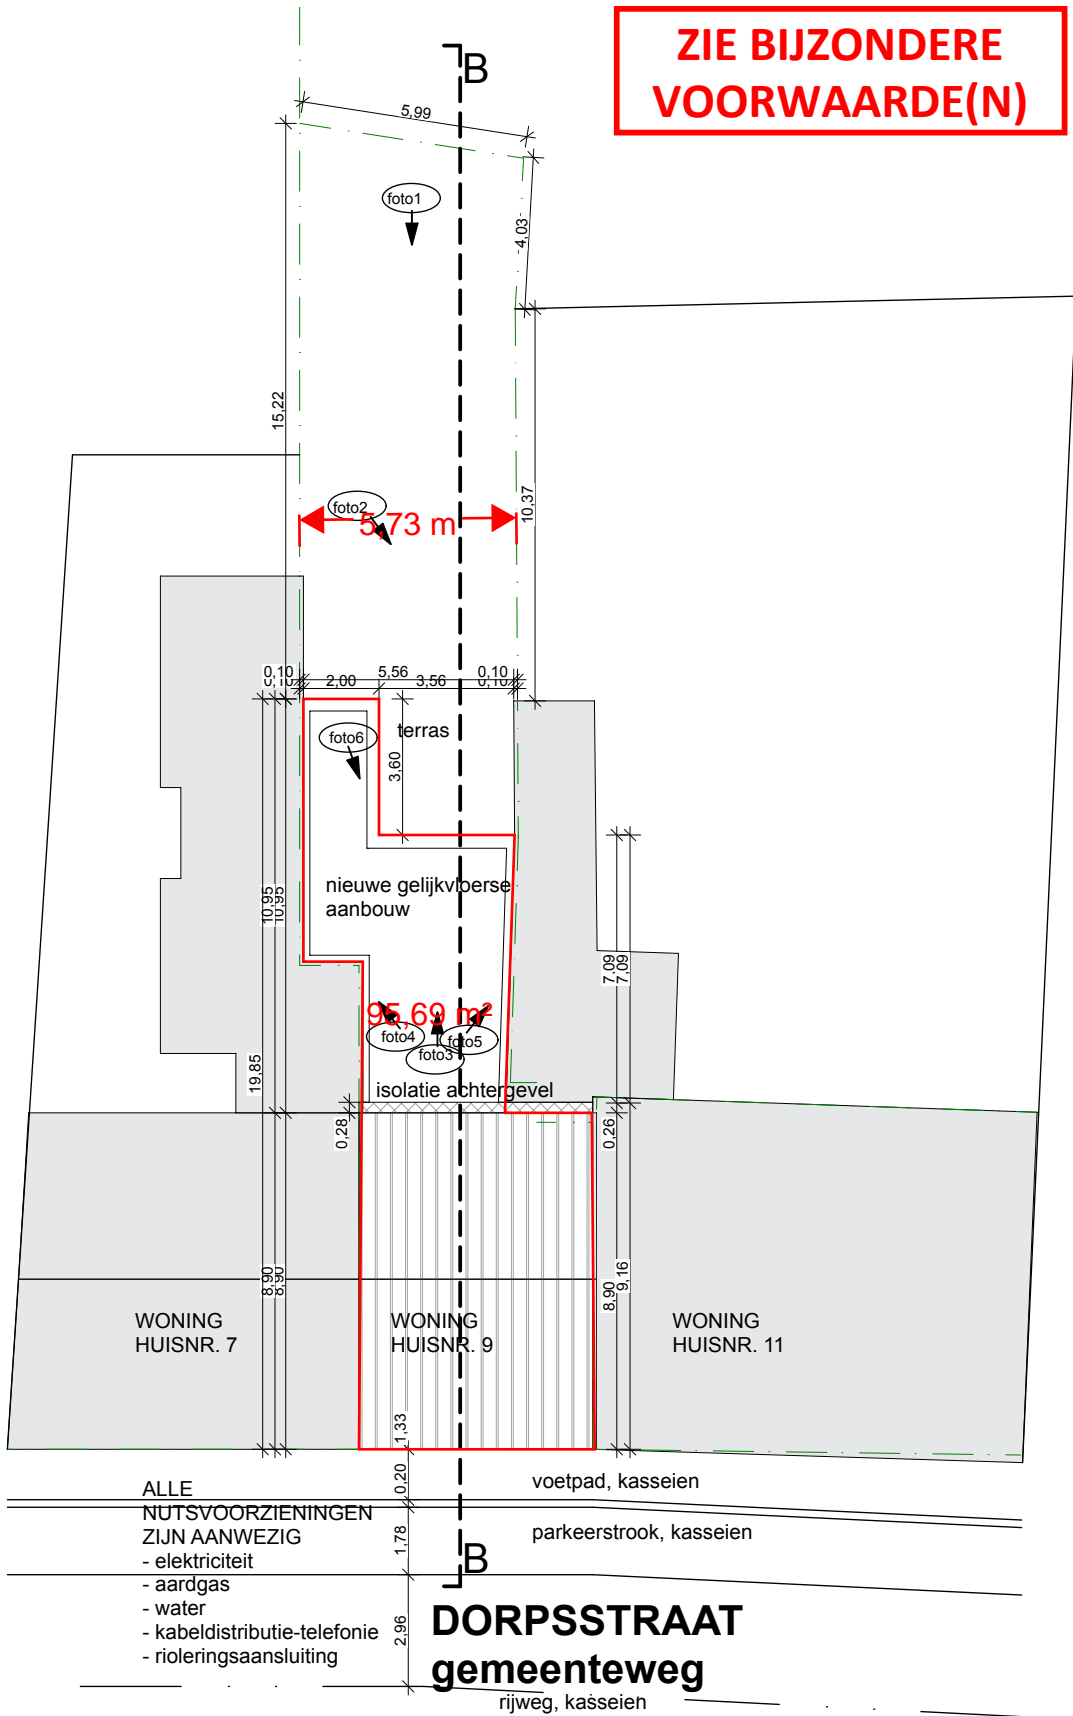 ZIE BIJZONDERE
VOORWAARDE(N)
B
5,99
foto1
4,03
15,22
10,37
foto2
5,73 m
0,10
5,56
0,10
0,10
2,00
3,56
0,10
terras
foto6
3,60
nieuwe gelijkvloerse
aanbouw
10,95
10,95
7,09
7,09
95,69 m²
foto4
foto3
foto5
19,85
isolatie achtergevel
0,28
0,26
8,90
8,90
8,90
9,16
WONING
HUISNR. 7
WONING
HUISNR. 9
WONING
HUISNR. 11
1,33
0,20
voetpad, kasseien
ALLE
NUTSVOORZIENINGEN
ZIJN AANWEZIG
- elektriciteit
- aardgas
- water
- kabeldistributie-telefonie
- rioleringsaansluiting
parkeerstrook, kasseien
1,78
B
2,96
DORPSSTRAAT
gemeenteweg
rijweg, kasseien